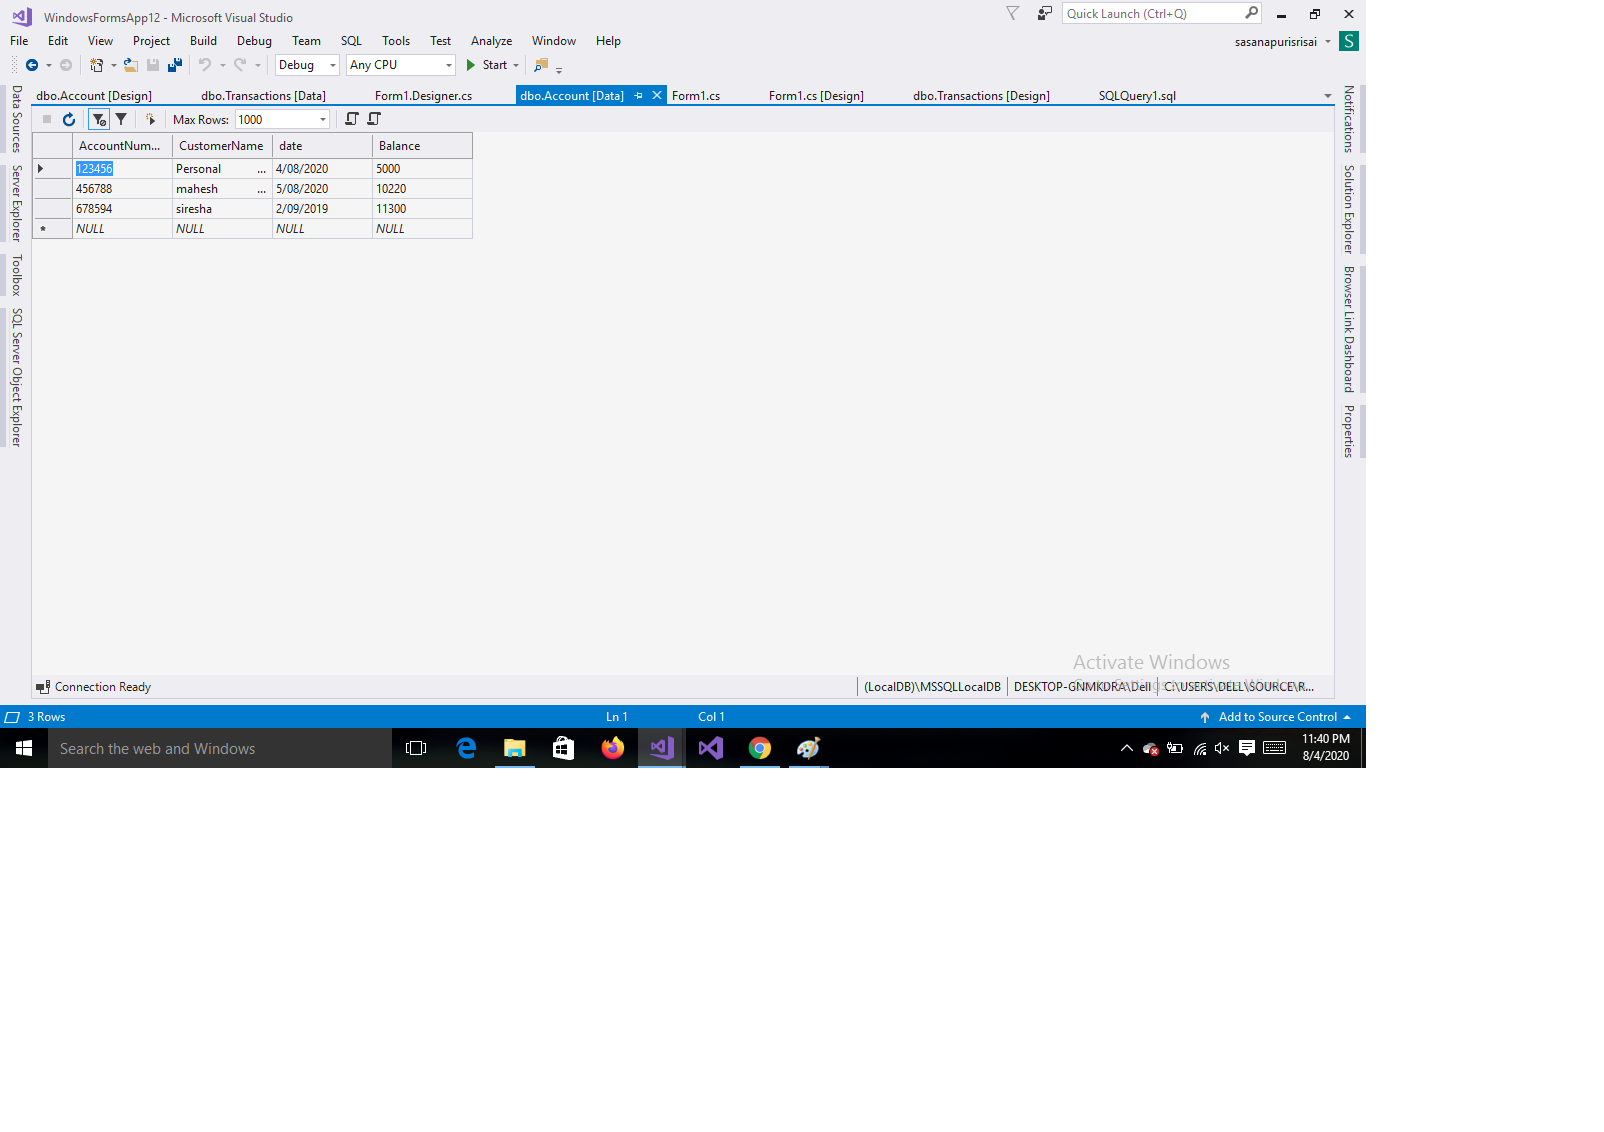 WindowsFormsApp12 - Microsoft Visual Studio
Quick Launch (Ctrl+Q)
File Edit View Project Build Debug Team SQL Tools Test Analyze Window Help
sasanapurisrisai S
Debug Any CPU Start
dbo.Account [Design] dbo.Transactions [Data] Form1.Designer.cs dbo.Account [Data] Form1.cs Form1.cs [Design] dbo.Transactions [Design] SQLQuery1.sql
Max Rows: 1000
AccountNum... CustomerName date Balance
123456 Personal ... 4/08/2020 5000
456788 mahesh ... 5/08/2020 10220
678594 siresha 2/09/2019 11300
NULL NULL NULL NULL
Data Sources
Server Explorer
Toolbox
SQL Server Object Explorer
Notifications
Solution Explorer
Browser Link Dashboard
Properties
Activate Windows
Go to Settings to activate Windows.
Connection Ready
(LocalDB)\MSSQLLocalDB DESKTOP-GNMKDRA\Dell C:\USERS\DELL\SOURCE\R...
3 Rows Ln 1 Col 1 Add to Source Control
Search the web and Windows
11:40 PM
8/4/2020